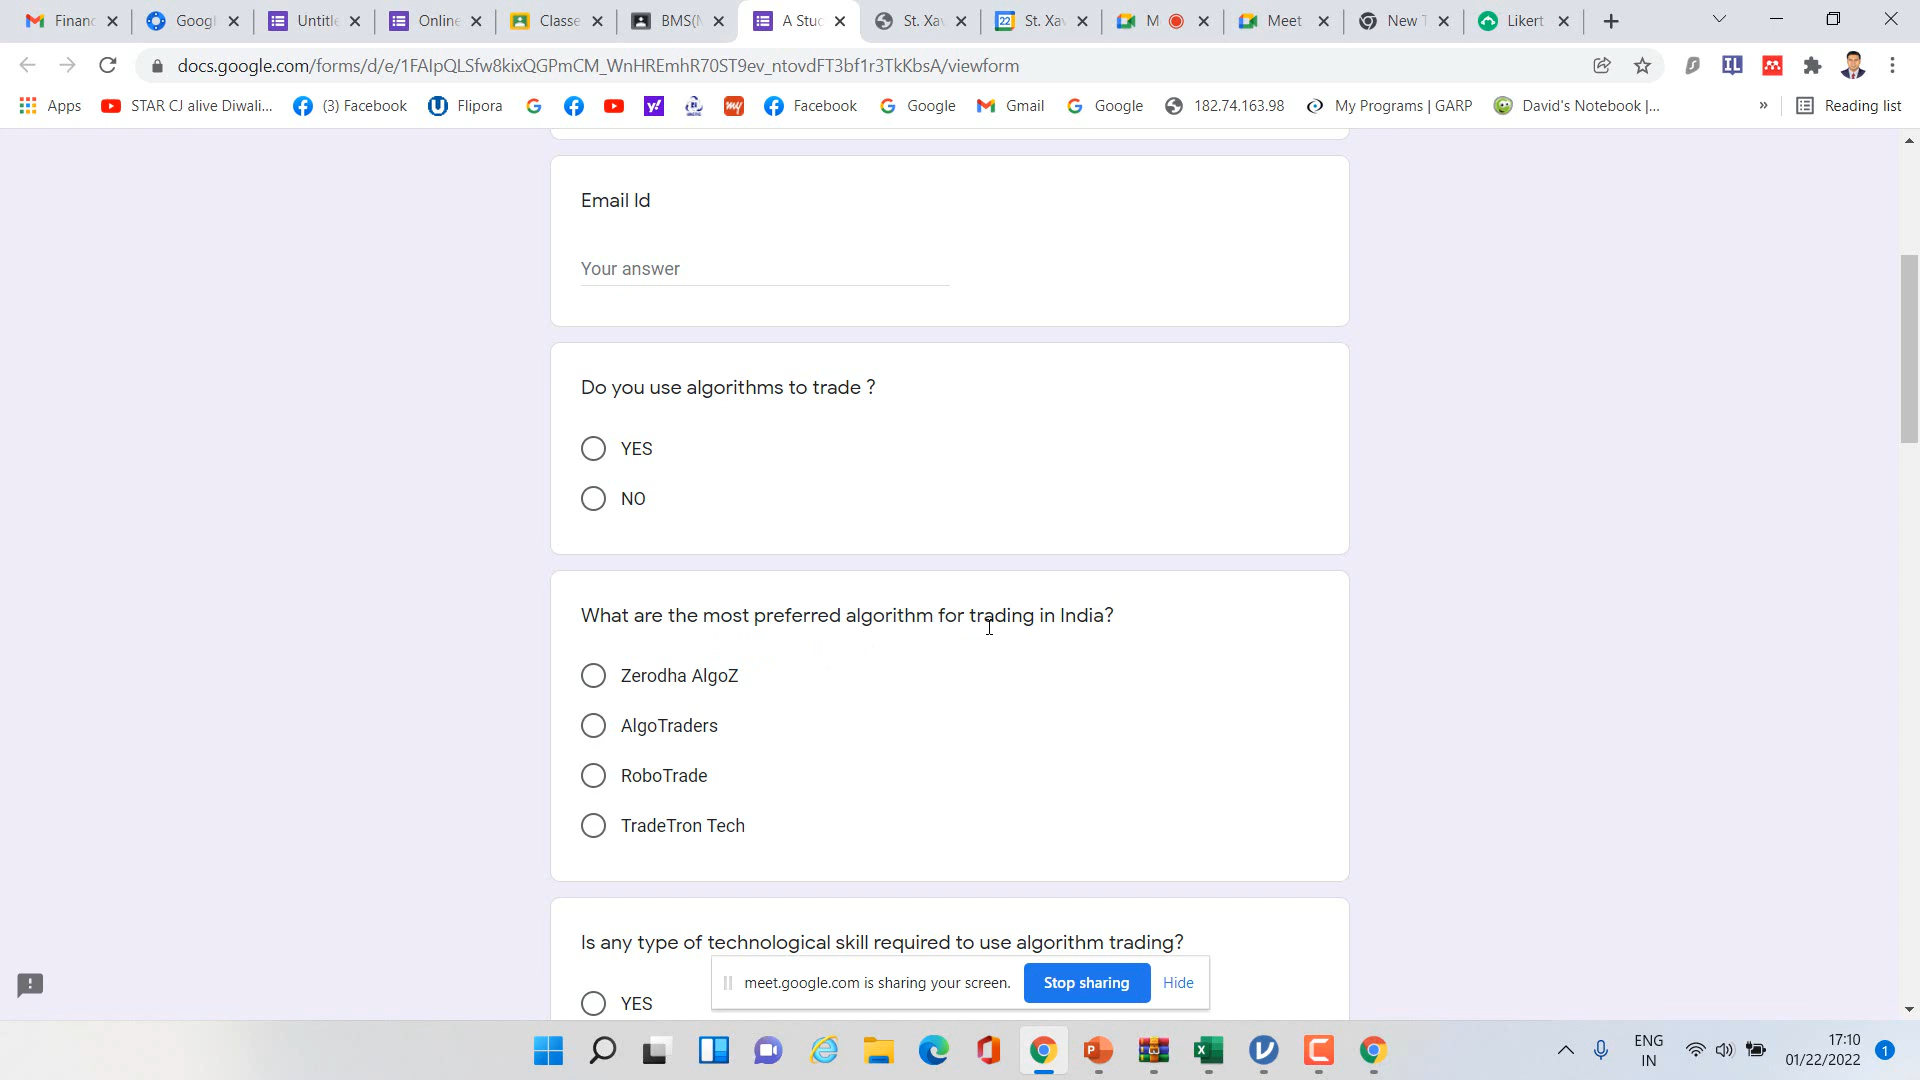 Financ
Googl
Untitle
Online
Classe
BMS(N
A Stuc
St. Xav
22
St. Xav
M
Meet
New T
Likert
docs.google.com/forms/d/e/1FAIpQLSfw8kixQGPmCM_WnHREmhR70ST9ev_ntovdFT3bf1r3TkKbsA/viewform
IL
Apps
STAR CJ alive Diwali...
(3) Facebook
Flipora
Facebook
Google
Gmail
Google
182.74.163.98
My Programs | GARP
David's Notebook |...
»
Reading list
Email Id
Your answer
Do you use algorithms to trade ?
YES
NO
What are the most preferred algorithm for trading in India?
Zerodha AlgoZ
AlgoTraders
RoboTrade
TradeTron Tech
Is any type of technological skill required to use algorithm trading?
YES
meet.google.com is sharing your screen.
Stop sharing
Hide
ENG
IN
17:10
01/22/2022
1